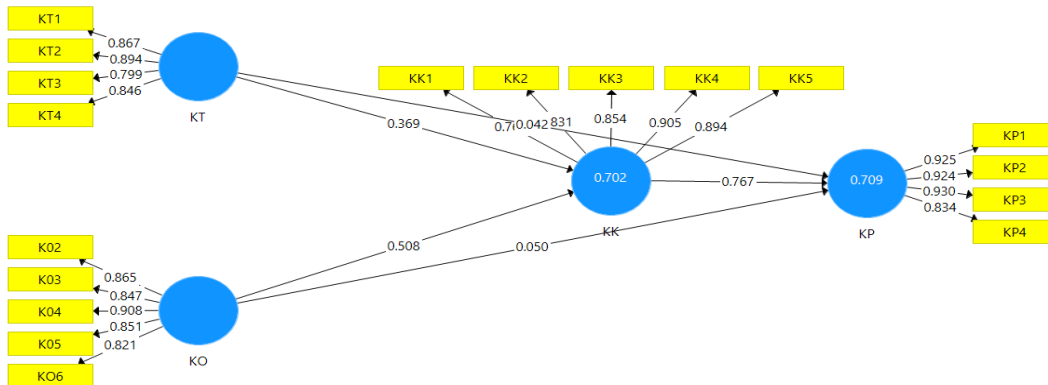 KT1
KT2
KT3
KT4
0.867
0.894
0.799
0.846
KT
KK1
KK2
KK3
KK4
KK5
0.042
831
0.854
0.905
0.894
0.369
0.702
KK
0.767
0.709
KP
0.925
0.924
0.930
0.834
KP1
KP2
KP3
KP4
0.508
0.050
K02
K03
K04
K05
KO6
0.865
0.847
0.908
0.851
0.821
KO